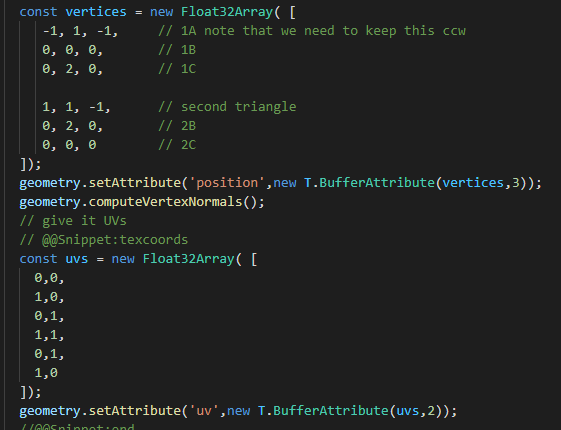 const vertices = new Float32Array( [
-1, 1, -1,     // 1A note that we need to keep this ccw
0, 0, 0,      // 1B
0, 2, 0,      // 1C
1, 1, -1,      // second triangle
0, 2, 0,      // 2B
0, 0, 0       // 2C
]);
geometry.setAttribute('position',new T.BufferAttribute(vertices,3));
geometry.computeVertexNormals();
// give it UVs
// @@Snippet:texcoords
const uvs = new Float32Array( [
0,0,
1,0,
0,1,
1,1,
0,1,
1,0
]);
geometry.setAttribute('uv',new T.BufferAttribute(uvs,2));
//@@Snippet:end